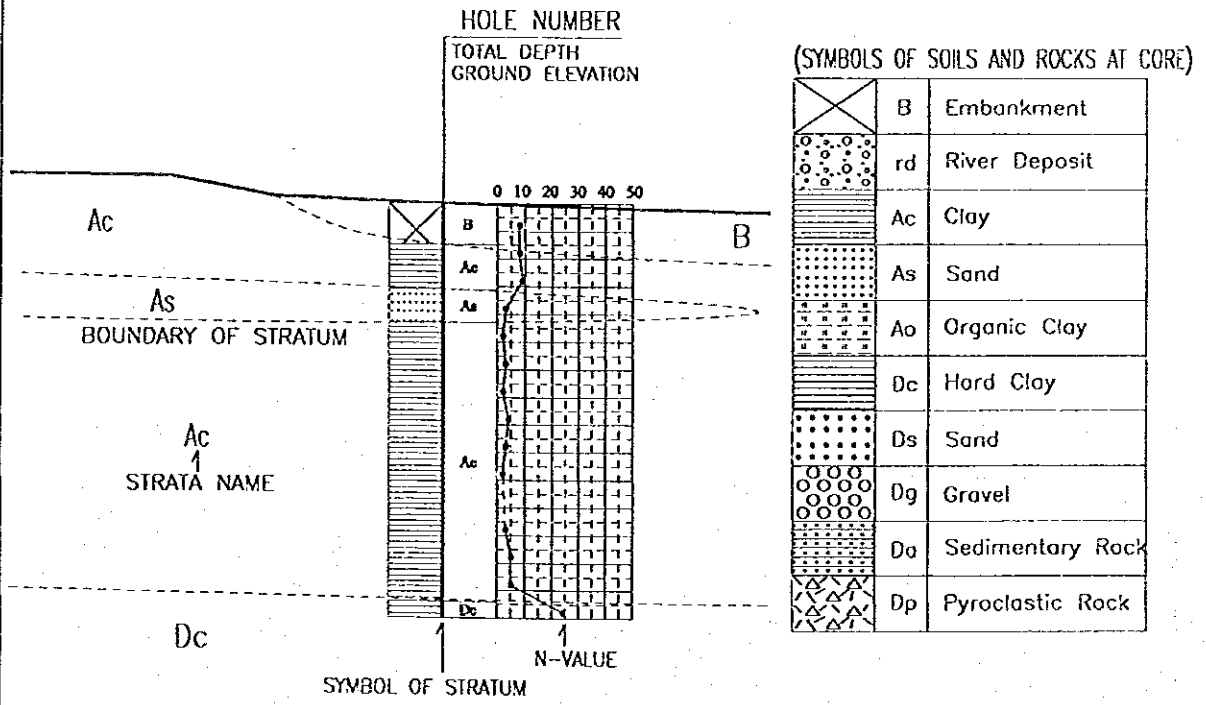 HOLE NUMBER
TOTAL DEPTH
GROUND ELEVATION
0 10 20 30 40 50
Ac
B
B
Ac
As
As
BOUNDARY OF STRATUM
Ac
Ac
STRATA NAME
Dc
Dc
N-VALUE
SYMBOL OF STRATUM
(SYMBOLS OF SOILS AND ROCKS AT CORE)
B Embankment
rd River Deposit
Ac Clay
As Sand
Ao Organic Clay
Dc Hard Clay
Ds Sand
Dg Gravel
Da Sedimentary Rock
Dp Pyroclastic Rock